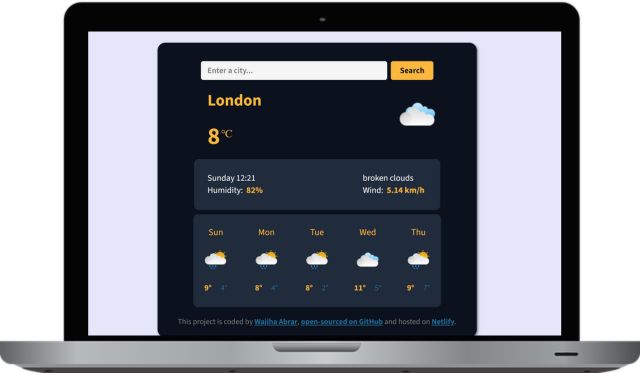 Enter a city...
Search
London
8 °C
Sunday 12:21
broken clouds
Humidity: 82%
Wind: 5.14 km/h
Sun Mon Tue Wed Thu
9° 4° 8° 4° 8° 2° 11° 5° 9° 7°
This project is coded by Wajiha Abrar, open-sourced on GitHub and hosted on Netlify.